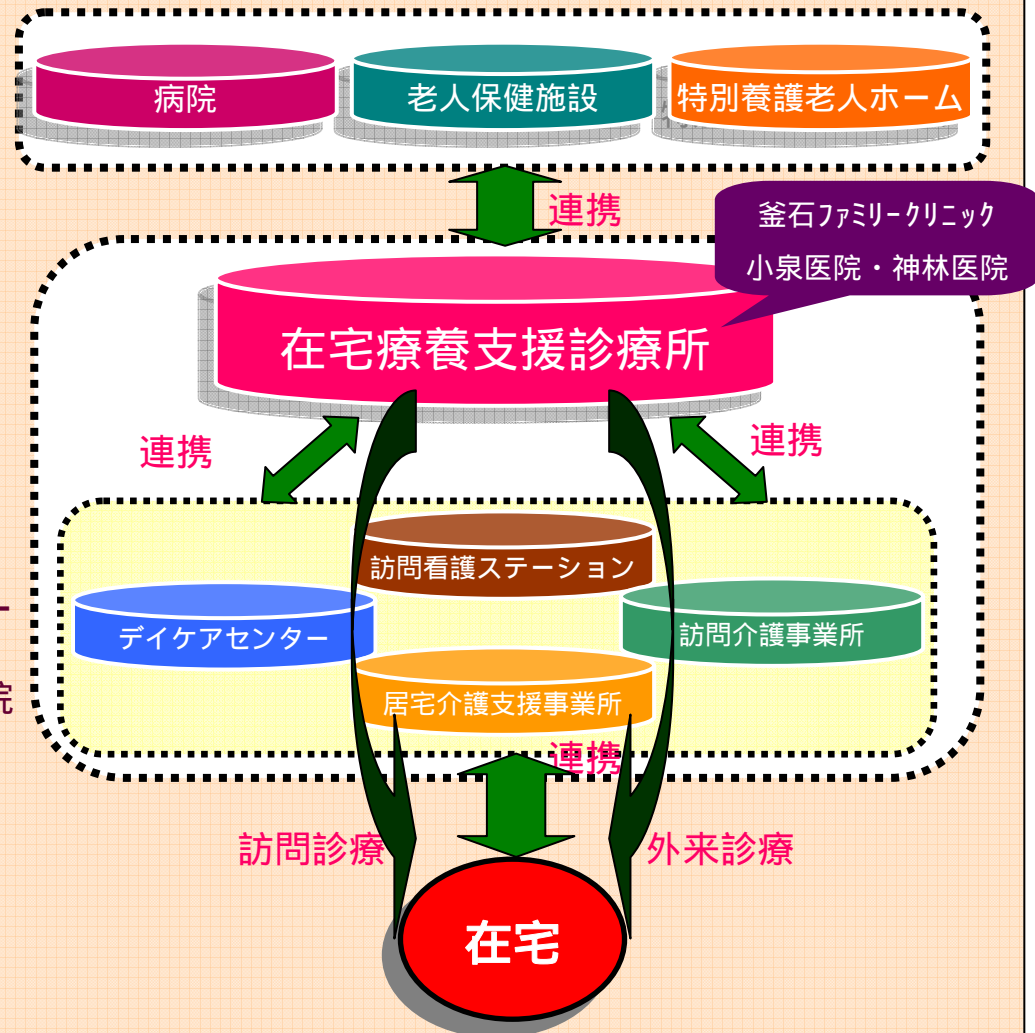 病院
老人保健施設
特別養護老人ホーム
連携
釜石ファミリークリニック
小泉医院・神林医院
在宅療養支援診療所
連携
連携
訪問看護ステーション
デイケアセンター
訪問介護事業所
居宅介護支援事業所
院
連携
訪問診療
外来診療
在宅